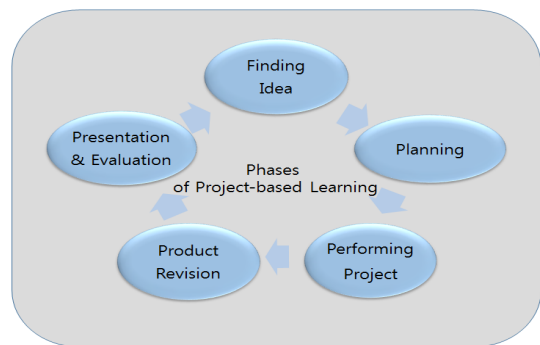 Finding
Idea
Planning
Performing
Project
Product
Revision
Presentation
& Evaluation
Phases
of Project-based Learning